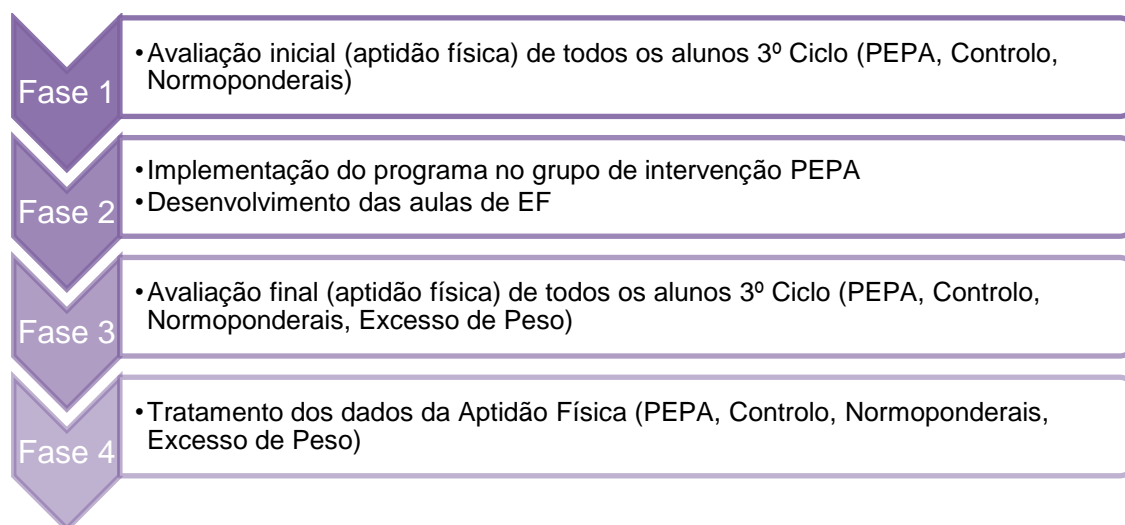 Fase 1
•Avaliação inicial (aptidão física) de todos os alunos 3º Ciclo (PEPA, Controlo,
Normoponderais)
Fase 2
•Implementação do programa no grupo de intervenção PEPA
•Desenvolvimento das aulas de EF
Fase 3
•Avaliação final (aptidão física) de todos os alunos 3º Ciclo (PEPA, Controlo,
Normoponderais, Excesso de Peso)
Fase 4
•Tratamento dos dados da Aptidão Física (PEPA, Controlo, Normoponderais,
Excesso de Peso)